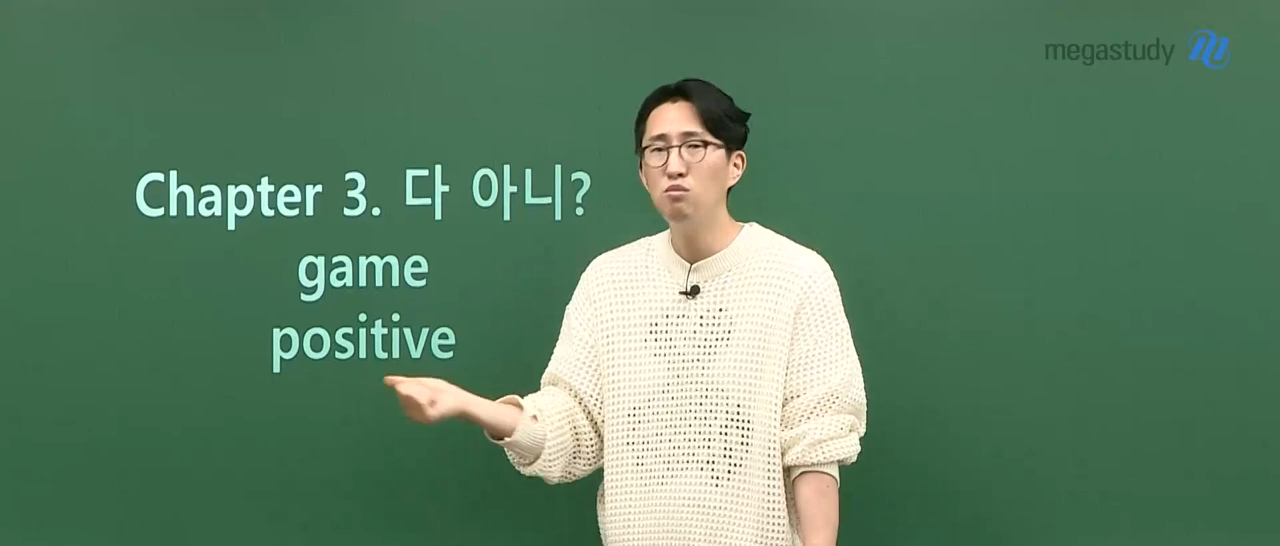 megastudy
Chapter 3. 다 아니?
game
positive